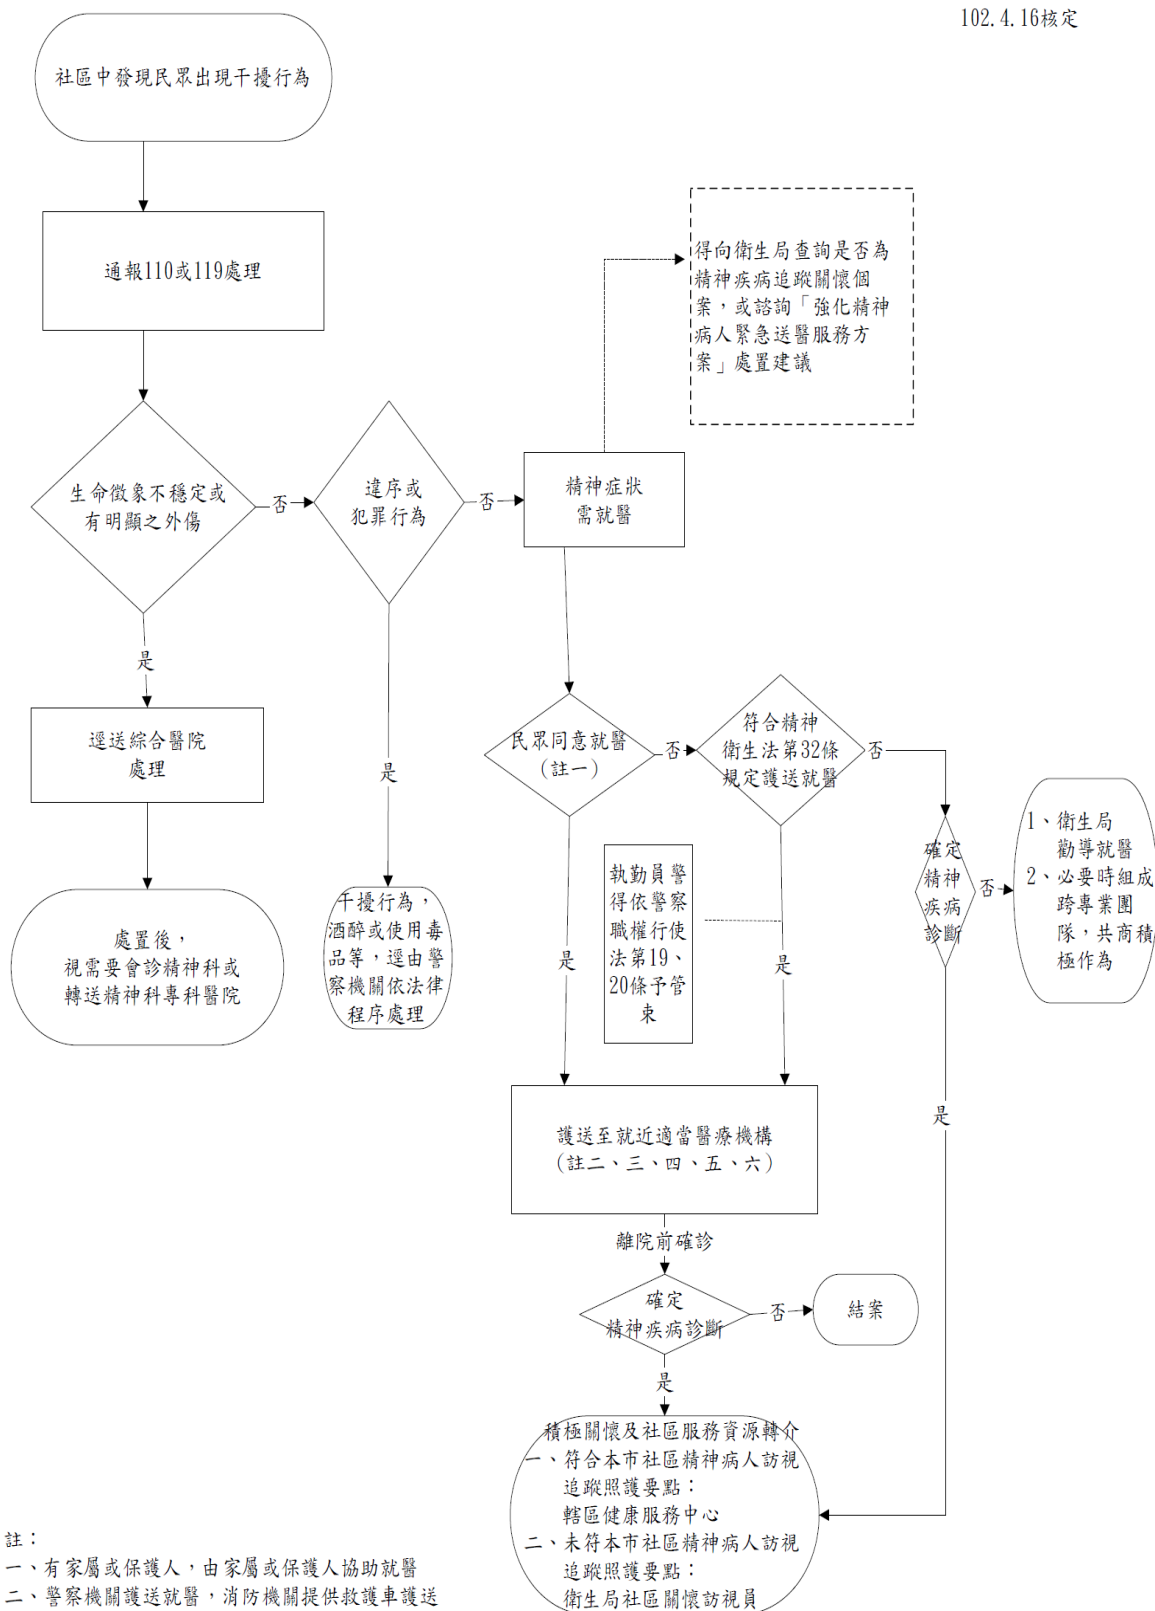 102.4.16核定
社區中發現民眾出現干擾行為
通報110或119處理
得向衛生局查詢是否為
精神疾病追蹤關懷個
案，或諮詢「強化精神
病人緊急送醫服務方
案」處置建議
生命徵象不穩定或
有明顯之外傷
否
違序或
犯罪行為
否
精神症狀
需就醫
是
逕送綜合醫院
處理
是
民眾同意就醫
(註一)
否
符合精神
衛生法第32條
規定護送就醫
否
確定
精神
疾病
診斷
否
1、衛生局
勸導就醫
2、必要時組成
跨專業團
隊，共商積
極作為
處置後，
視需要會診精神科或
轉送精神科專科醫院
干擾行為，
酒醉或使用毒
品等，逕由警
察機關依法律
程序處理
是
執勤員警
得依警察
職權行使
法第19、
20條予管
束
是
是
護送至就近適當醫療機構
(註二、三、四、五、六)
離院前確診
確定
精神疾病診斷
否
結案
是
積極關懷及社區服務資源轉介
一、符合本市社區精神病人訪視
追蹤照護要點：
轄區健康服務中心
二、未符本市社區精神病人訪視
追蹤照護要點：
衛生局社區關懷訪視員
註：
一、有家屬或保護人，由家屬或保護人協助就醫
二、警察機關護送就醫，消防機關提供救護車護送